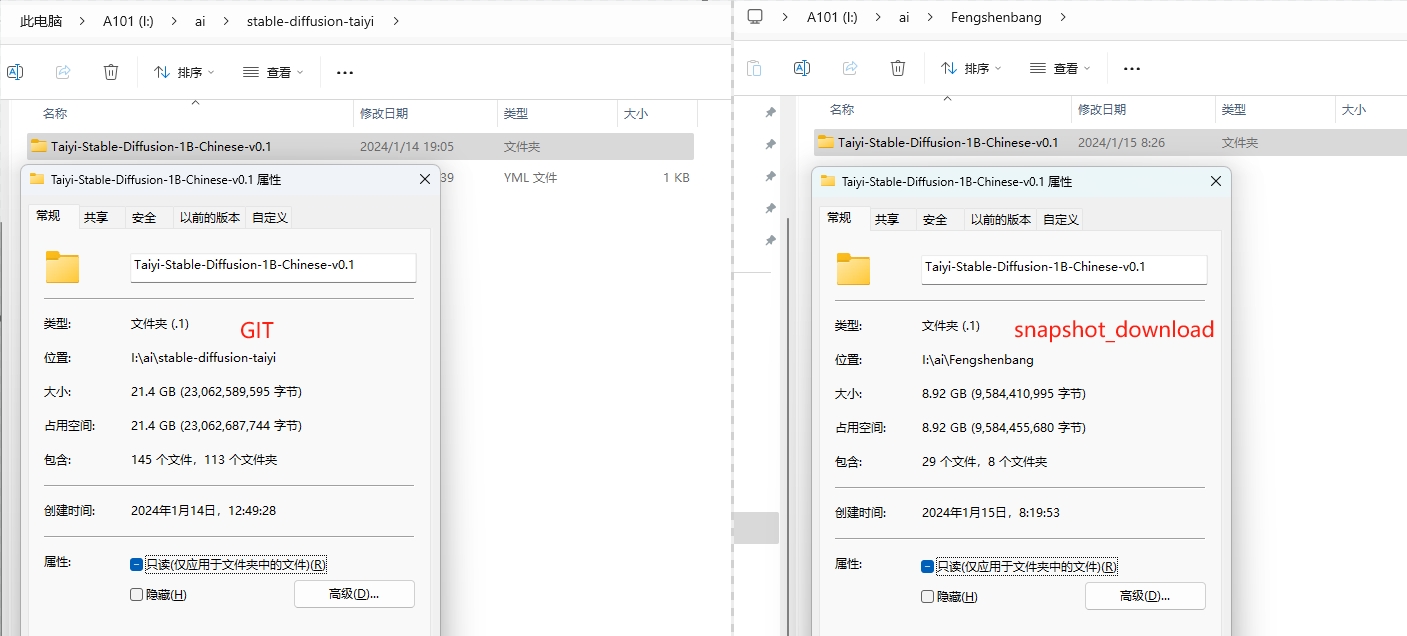 此电脑 > A101 (I:) > ai > stable-diffusion-taiyi >
排序 查看 ...
名称 修改日期 类型 大小
Taiyi-Stable-Diffusion-1B-Chinese-v0.1 2024/1/14 19:05 文件夹
39 YML 文件 1 KB
Taiyi-Stable-Diffusion-1B-Chinese-v0.1 属性
常规 共享 安全 以前的版本 自定义
Taiyi-Stable-Diffusion-1B-Chinese-v0.1
类型: 文件夹 (.1)
GIT
位置: I:\ai\stable-diffusion-taiyi
大小: 21.4 GB (23,062,589,595 字节)
占用空间: 21.4 GB (23,062,687,744 字节)
包含: 145 个文件，113 个文件夹
创建时间: 2024年1月14日，12:49:28
属性: 只读(仅应用于文件夹中的文件)(R)
隐藏(H) 高级(D)...
> A101 (I:) > ai > Fengshenbang >
排序 查看 ...
名称 修改日期 类型 大小
Taiyi-Stable-Diffusion-1B-Chinese-v0.1 2024/1/15 8:26 文件夹
Taiyi-Stable-Diffusion-1B-Chinese-v0.1 属性
常规 共享 安全 以前的版本 自定义
Taiyi-Stable-Diffusion-1B-Chinese-v0.1
类型: 文件夹 (.1)
snapshot_download
位置: I:\ai\Fengshenbang
大小: 8.92 GB (9,584,410,995 字节)
占用空间: 8.92 GB (9,584,455,680 字节)
包含: 29 个文件，8 个文件夹
创建时间: 2024年1月15日，8:19:53
属性: 只读(仅应用于文件夹中的文件)(R)
隐藏(H) 高级(D)...